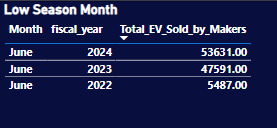 Low Season Month
Month fiscal_year Total_EV_Sold_by_Makers
June 2024 53631.00
June 2023 47591.00
June 2022 5487.00